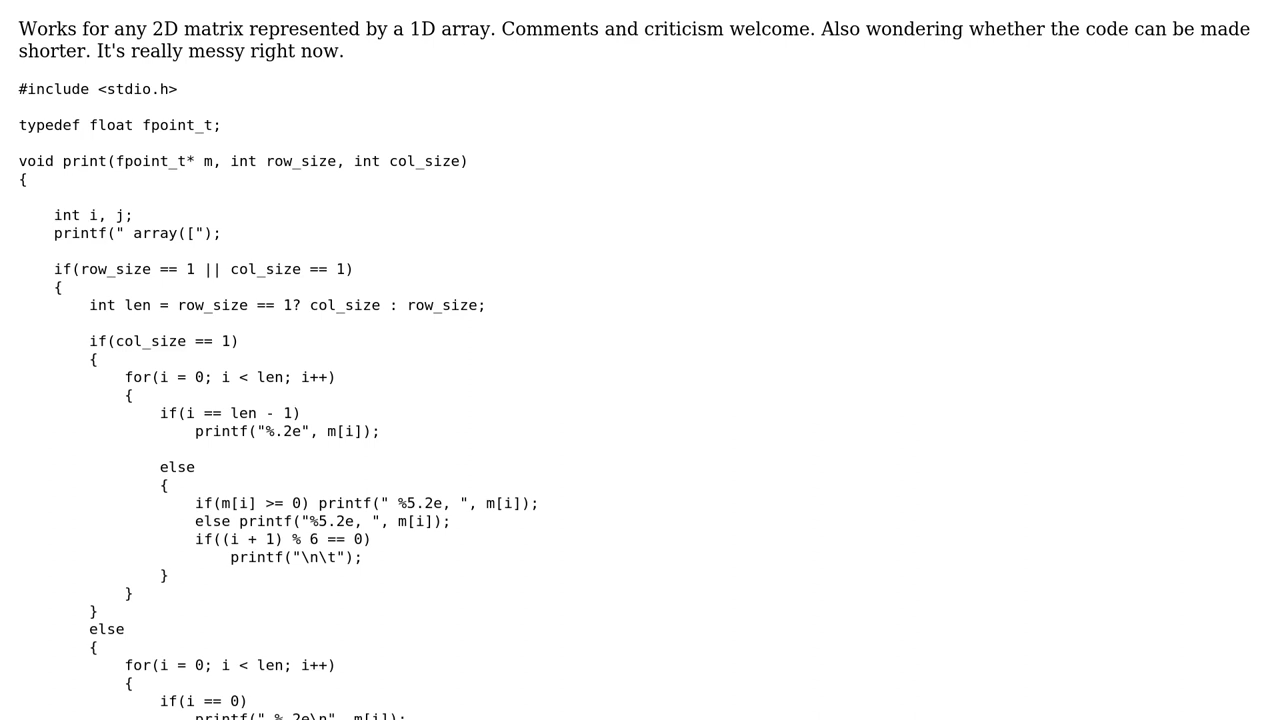 Works for any 2D matrix represented by a 1D array. Comments and criticism welcome. Also wondering whether the code can be made
shorter. It's really messy right now.
#include <stdio.h>
typedef float fpoint_t;
void print(fpoint_t* m, int row_size, int col_size)
{
    int i, j;
    printf(" array([");
    if(row_size == 1 || col_size == 1)
    {
        int len = row_size == 1? col_size : row_size;
        if(col_size == 1)
        {
            for(i = 0; i < len; i++)
            {
                if(i == len - 1)
                    printf("%.2e", m[i]);
                else
                {
                    if(m[i] >= 0) printf(" %5.2e, ", m[i]);
                    else printf("%5.2e, ", m[i]);
                    if((i + 1) % 6 == 0)
                        printf("\n\t");
                }
            }
        }
        else
        {
            for(i = 0; i < len; i++)
            {
                if(i == 0)
                    printf(" %.2e\n", m[i]);